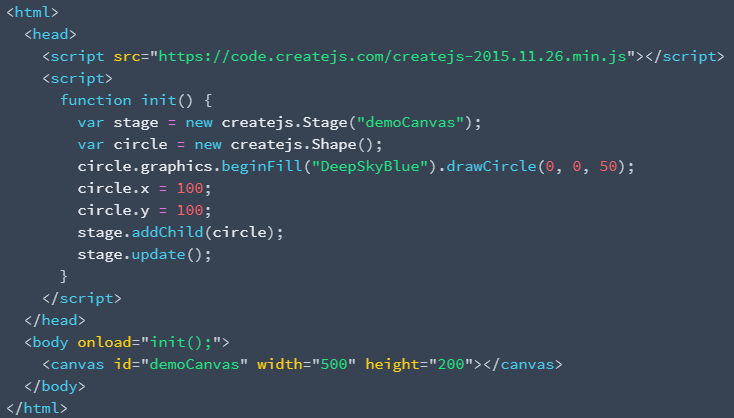 <html>
  <head>
    <script src="https://code.createjs.com/createjs-2015.11.26.min.js"></script>
    <script>
      function init() {
        var stage = new createjs.Stage("demoCanvas");
        var circle = new createjs.Shape();
        circle.graphics.beginFill("DeepSkyBlue").drawCircle(0, 0, 50);
        circle.x = 100;
        circle.y = 100;
        stage.addChild(circle);
        stage.update();
      }
    </script>
  </head>
  <body onload="init();">
    <canvas id="demoCanvas" width="500" height="200"></canvas>
  </body>
</html>